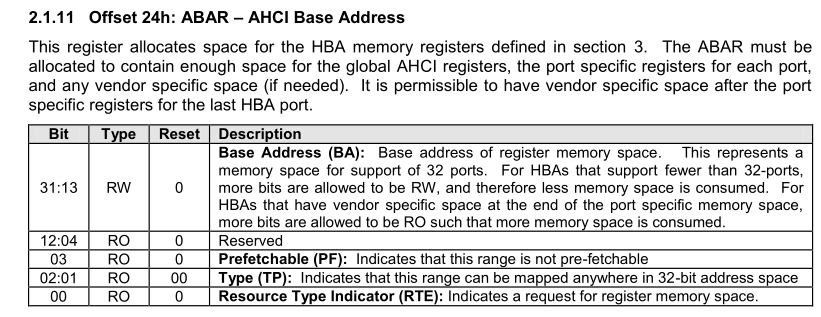 2.1.11 Offset 24h: ABAR – AHCI Base Address
This register allocates space for the HBA memory registers defined in section 3. The ABAR must be
allocated to contain enough space for the global AHCI registers, the port specific registers for each port,
and any vendor specific space (if needed). It is permissible to have vendor specific space after the port
specific registers for the last HBA port.
Bit Type Reset Description
31:13 RW 0 Base Address (BA): Base address of register memory space. This represents a
memory space for support of 32 ports. For HBAs that support fewer than 32-ports,
more bits are allowed to be RW, and therefore less memory space is consumed. For
HBAs that have vendor specific space at the end of the port specific memory space,
more bits are allowed to be RO such that more memory space is consumed.
12:04 RO 0 Reserved
03 RO 0 Prefetchable (PF): Indicates that this range is not pre-fetchable
02:01 RO 00 Type (TP): Indicates that this range can be mapped anywhere in 32-bit address space
00 RO 0 Resource Type Indicator (RTE): Indicates a request for register memory space.